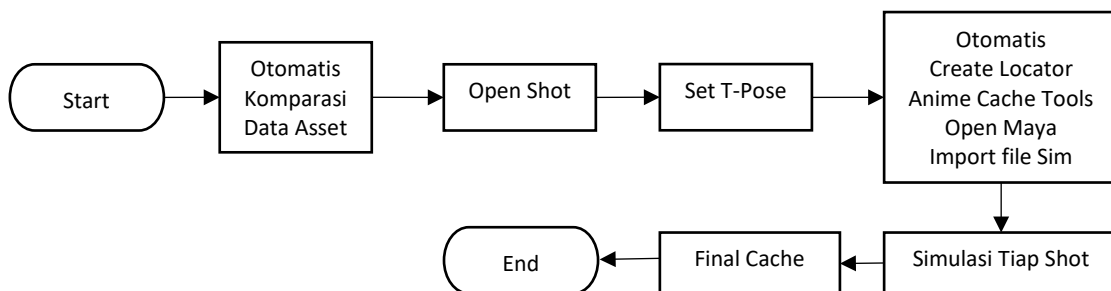 Start
Otomatis
Komparasi
Data Asset
Open Shot
Set T-Pose
Otomatis
Create Locator
Anime Cache Tools
Open Maya
Import file Sim
Simulasi Tiap Shot
Final Cache
End